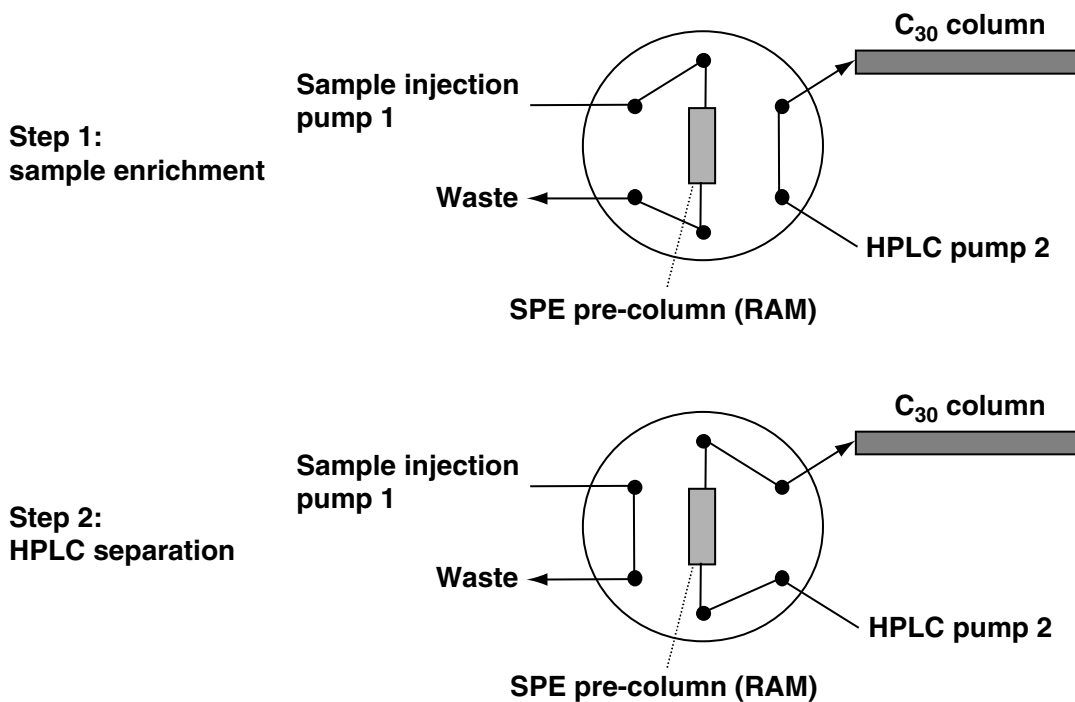 C₃₀ column
Sample injection
pump 1
Step 1:
sample enrichment
Waste
HPLC pump 2
SPE pre-column (RAM)
C₃₀ column
Sample injection
pump 1
Step 2:
HPLC separation
Waste
HPLC pump 2
SPE pre-column (RAM)